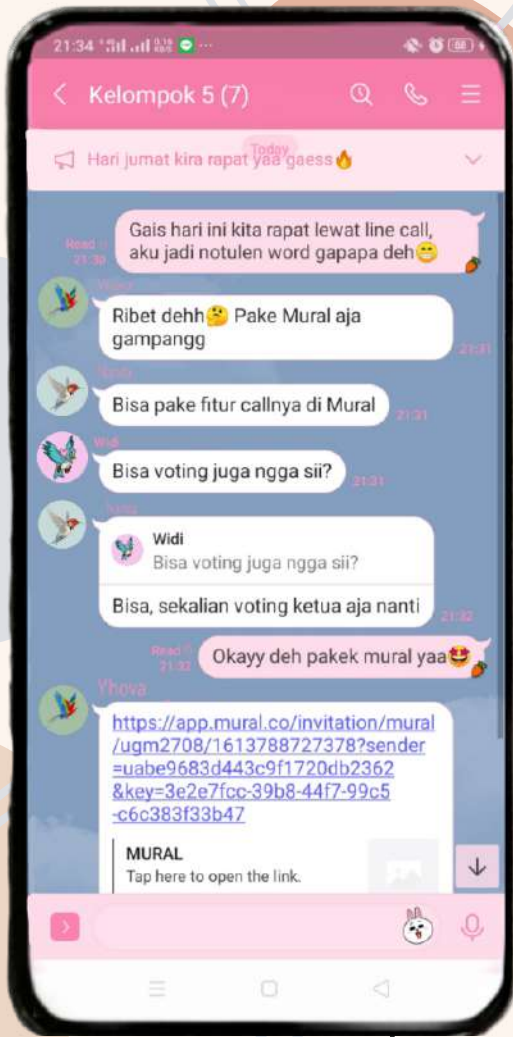 21:34
Kelompok 5 (7)
Today
Hari jumat kira rapat yaa gaess🔥
Gais hari ini kita rapat lewat line call,
aku jadi notulen word gapapa deh😁
Read
21:30
Ribet dehh🤔 Pake Mural aja
gampangg
21:31
Bisa pake fitur callnya di Mural
21:31
Widi
Bisa voting juga ngga sii?
21:31
Widi
Bisa voting juga ngga sii?
Bisa, sekalian voting ketua aja nanti
21:32
Read
21:32
Okayy deh pakek mural yaa🤩
Yhova
https://app.mural.co/invitation/mural
/ugm2708/1613788727378?sender
=uabe9683d443c9f1720db2362
&key=3e2e7fcc-39b8-44f7-99c5
-c6c383f33b47
MURAL
Tap here to open the link.